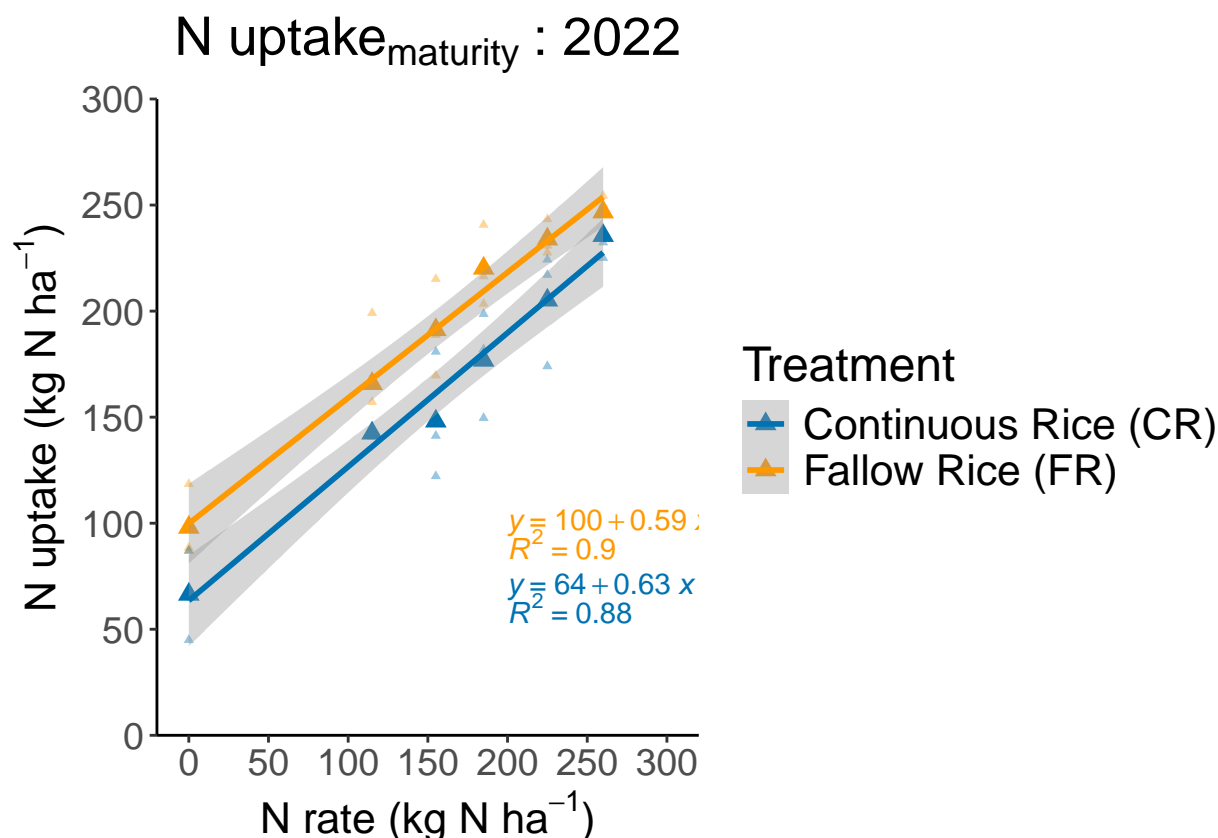 N uptake_maturity : 2022
N uptake (kg N ha⁻¹)
300
250
200
150
100
50
0
y = 100 + 0.59 x
R² = 0.9
y = 64 + 0.63 x
R² = 0.88
0 50 100 150 200 250 300
N rate (kg N ha⁻¹)
Treatment
Continuous Rice (CR)
Fallow Rice (FR)